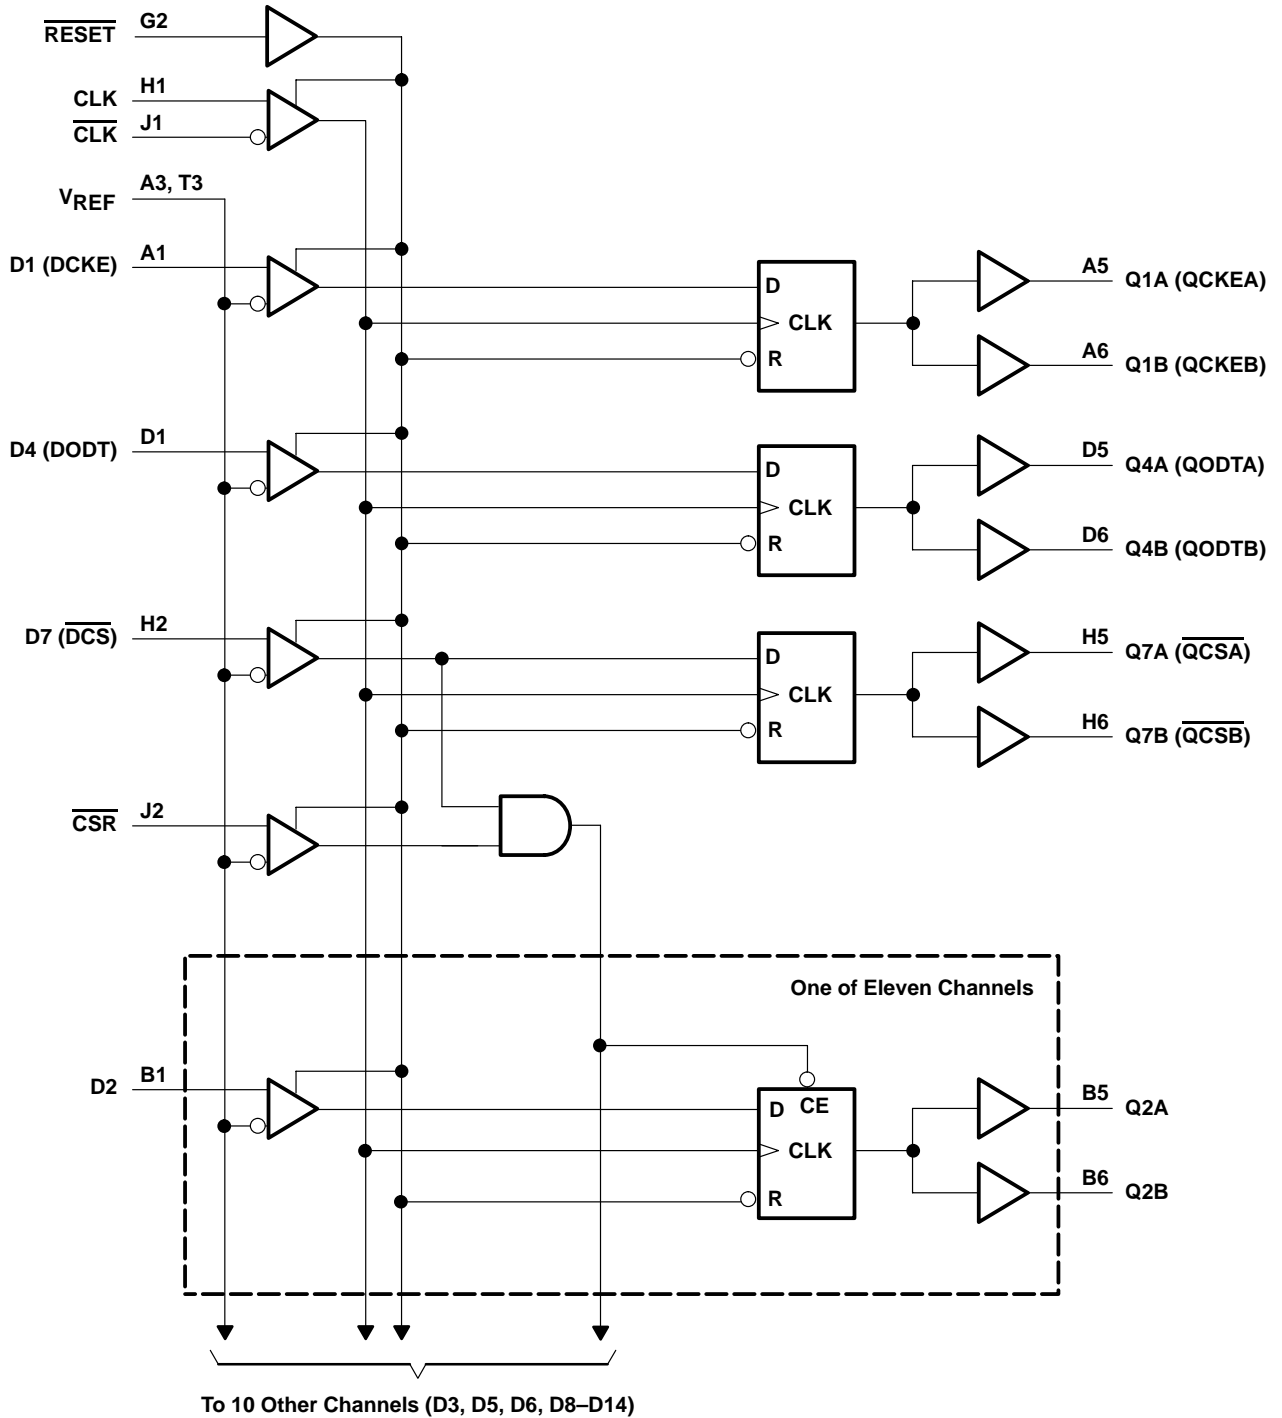 RESET G2
CLK H1
CLK J1
VREF A3, T3
D1 (DCKE) A1
D
CLK
R
A5 Q1A (QCKEA)
A6 Q1B (QCKEB)
D4 (DODT) D1
D
CLK
R
D5 Q4A (QODTA)
D6 Q4B (QODTB)
D7 (DCS) H2
D
CLK
R
H5 Q7A (QCSA)
H6 Q7B (QCSB)
CSR J2
One of Eleven Channels
D2 B1
D CE
CLK
R
B5 Q2A
B6 Q2B
To 10 Other Channels (D3, D5, D6, D8–D14)